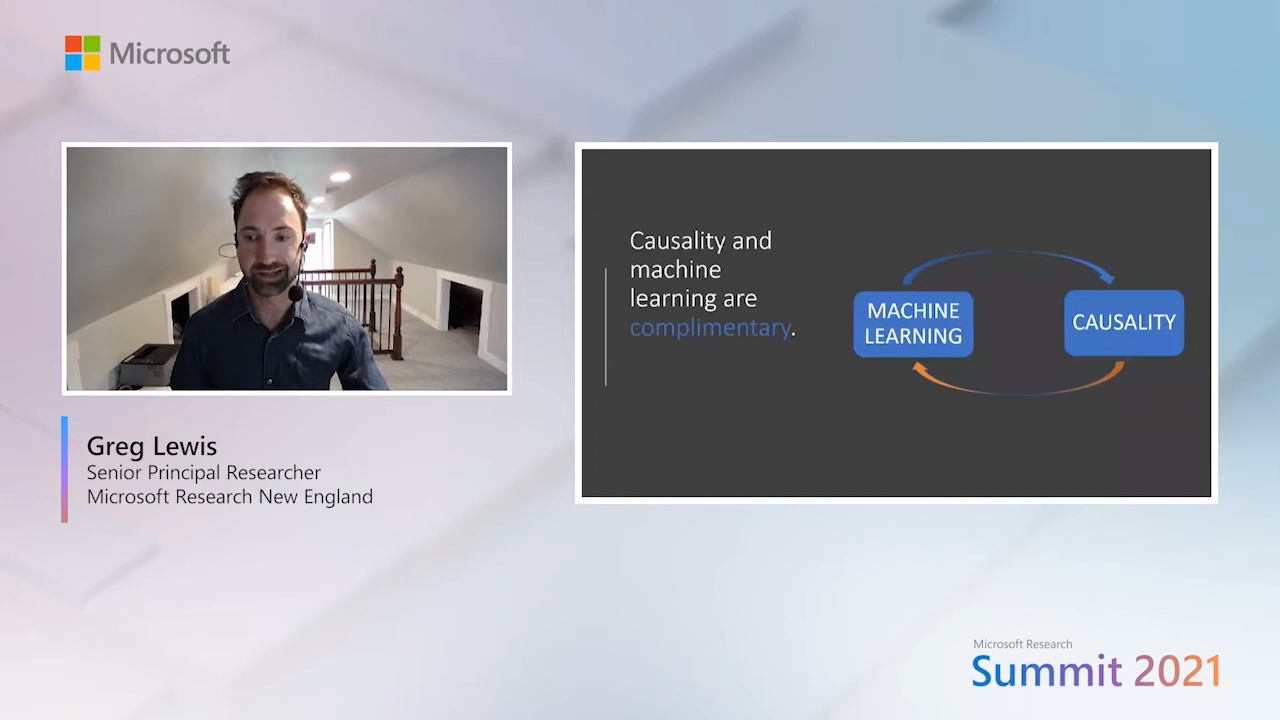 Microsoft
Greg Lewis
Senior Principal Researcher
Microsoft Research New England
Causality and
machine
learning are
complimentary.
MACHINE
LEARNING
CAUSALITY
Microsoft Research
Summit 2021